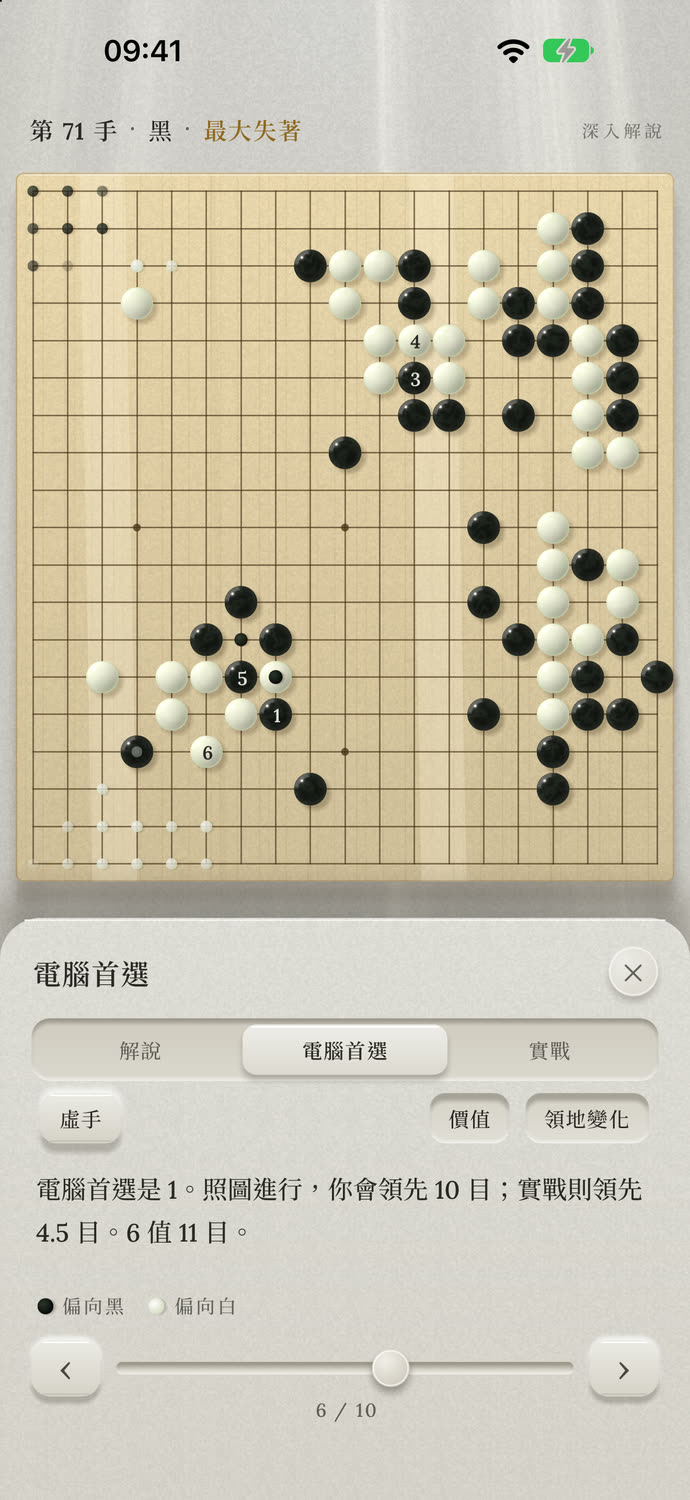 09:41
第 71 手 · 黑 · 最大失著
深入解說
4
3
5
1
6
電腦首選
解說
電腦首選
實戰
虛手
價值
領地變化
電腦首選是 1。照圖進行，你會領先 10 目；實戰則領先
4.5 目。6 值 11 目。
偏向黑
偏向白
6 / 10